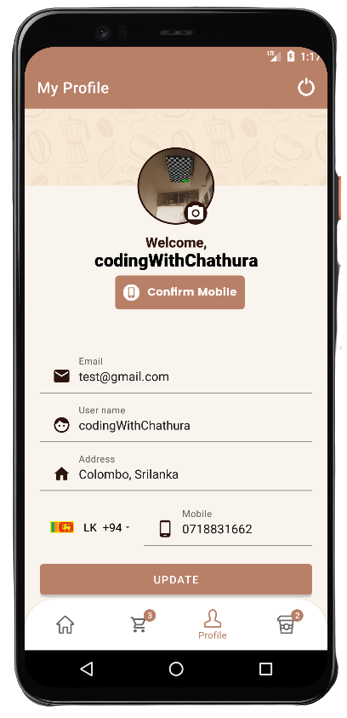 LTE 1:17
My Profile
Welcome,
codingWithChathura
Confirm Mobile
Email
test@gmail.com
User name
codingWithChathura
Address
Colombo, Srilanka
LK +94
Mobile
0718831662
UPDATE
3
2
Profile